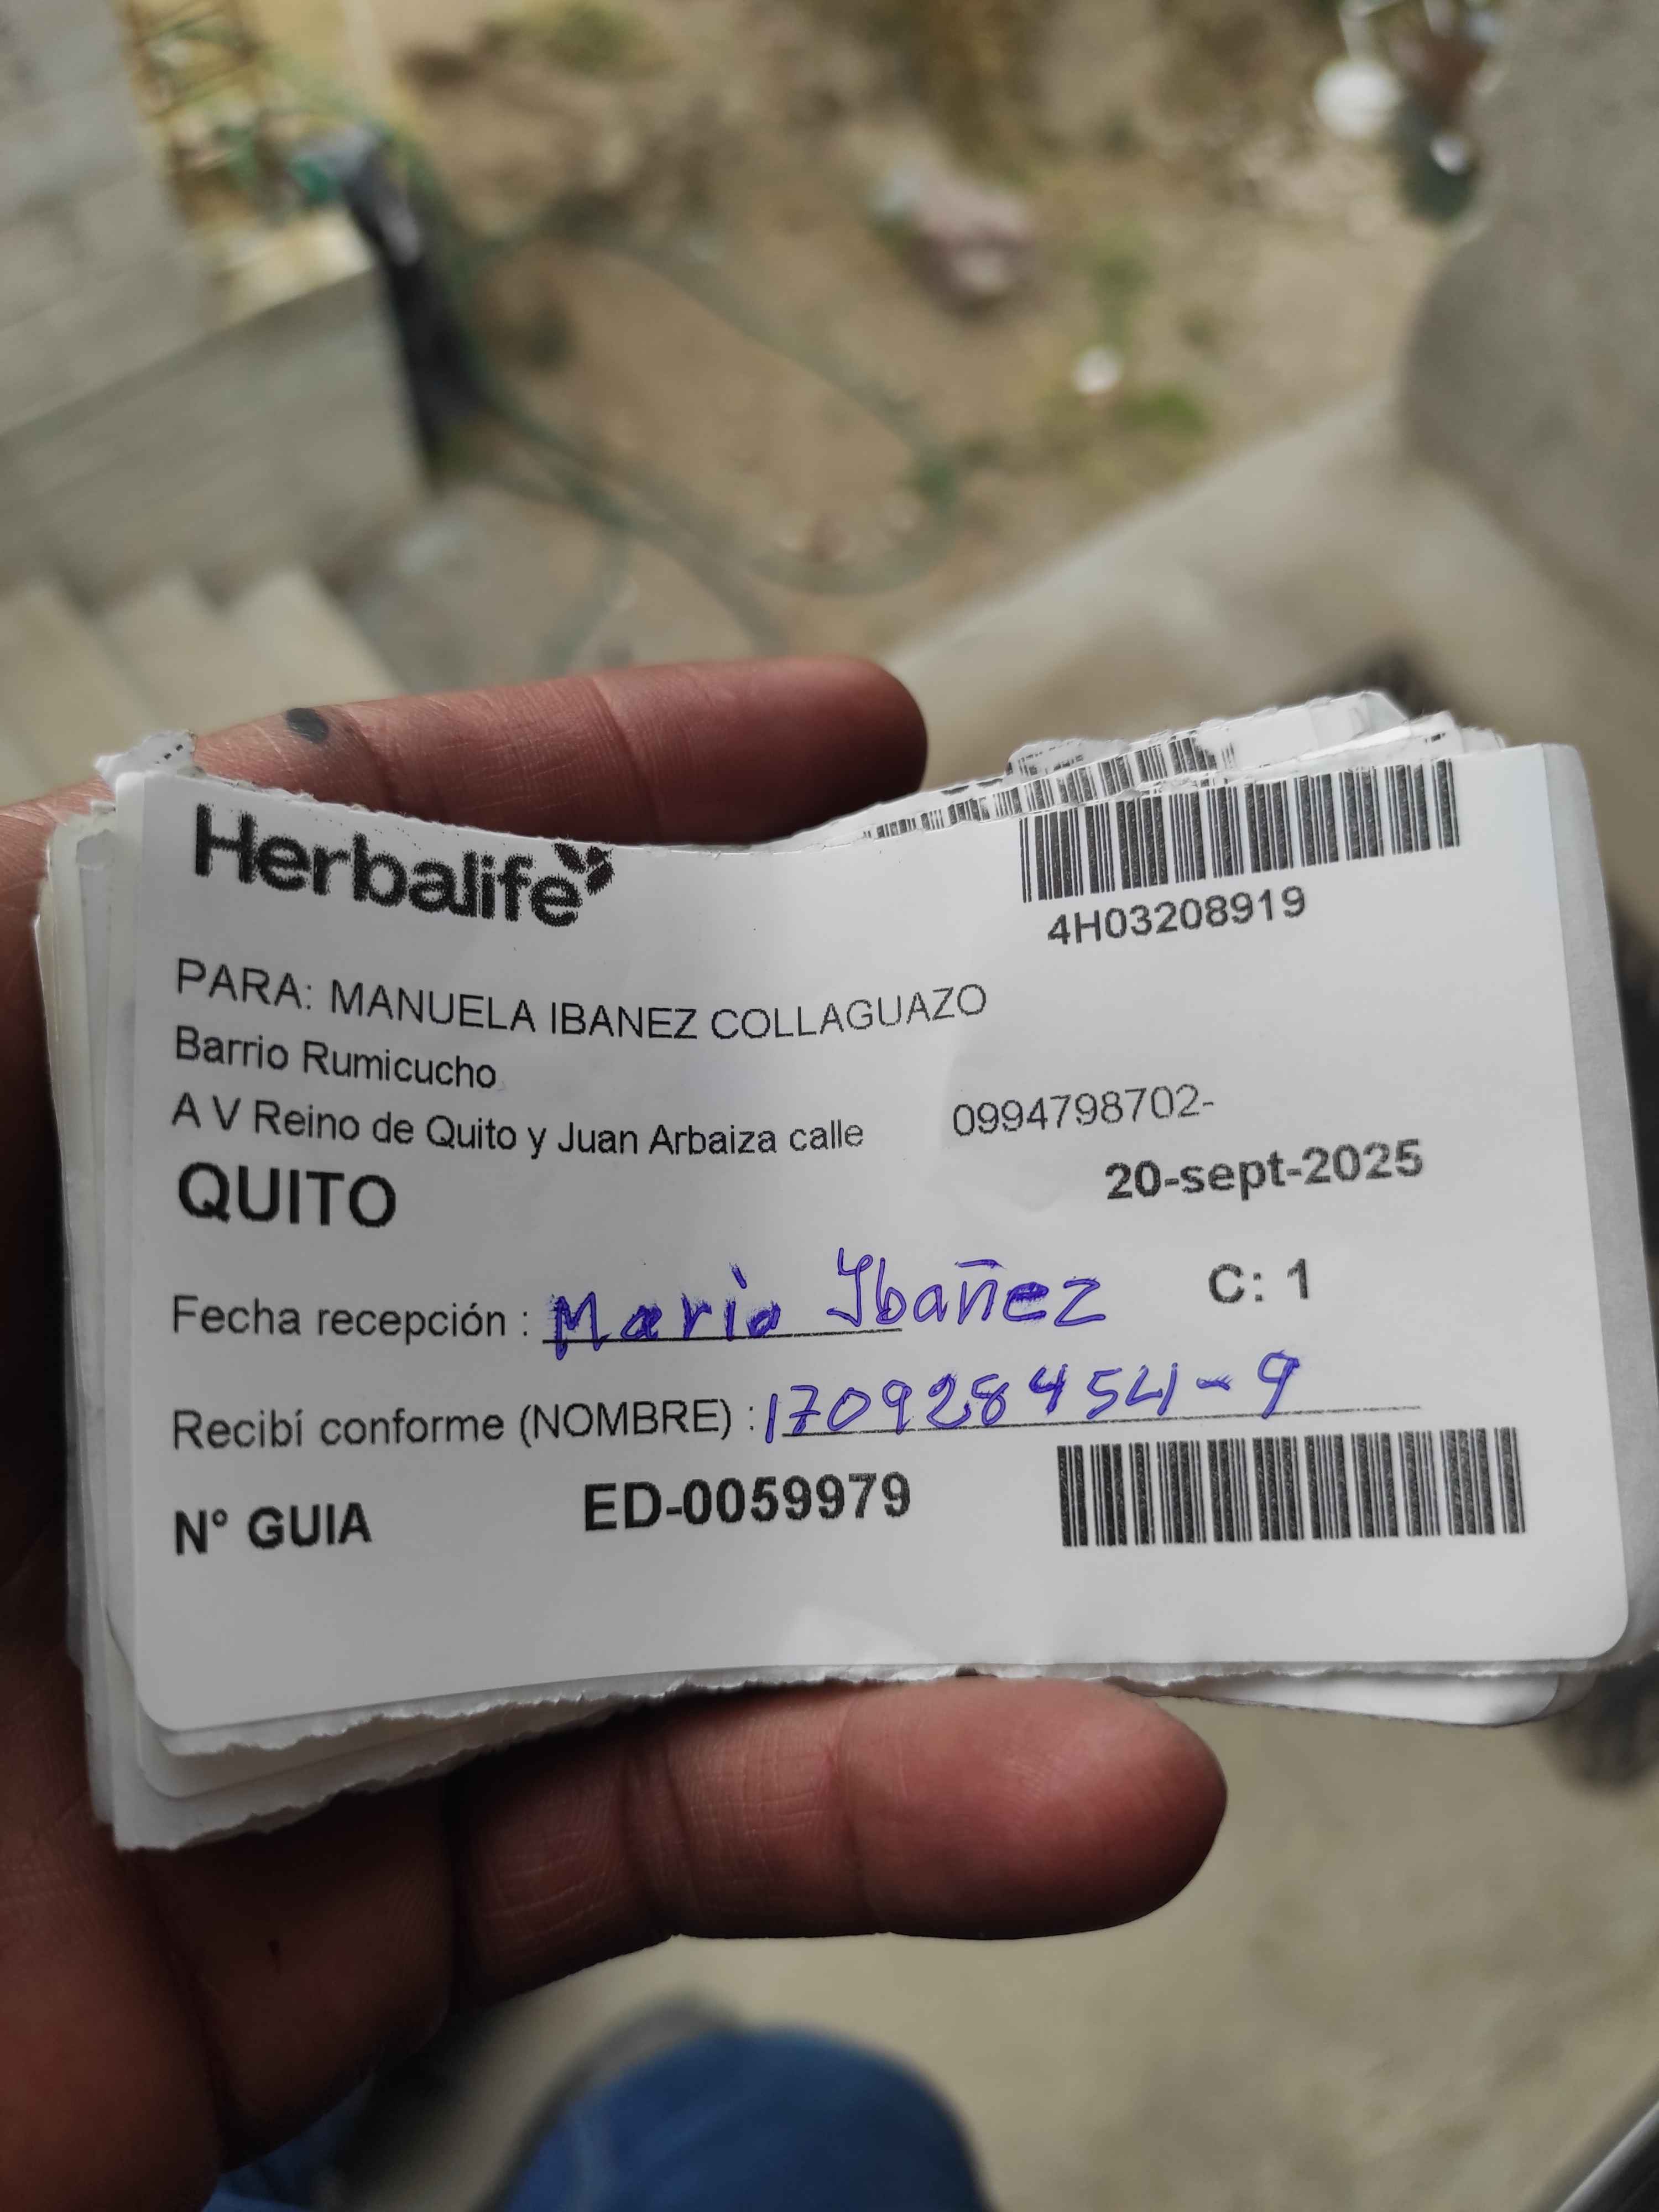 Herbalife
4H03208919
PARA: MANUELA IBANEZ COLLAGUAZO
Barrio Rumicucho
A V Reino de Quito y Juan Arbaiza calle 0994798702-
QUITO 20-sept-2025
Fecha recepción : Mario Ibañez C: 1
Recibí conforme (NOMBRE) : 170928454-9
N° GUIA ED-0059979